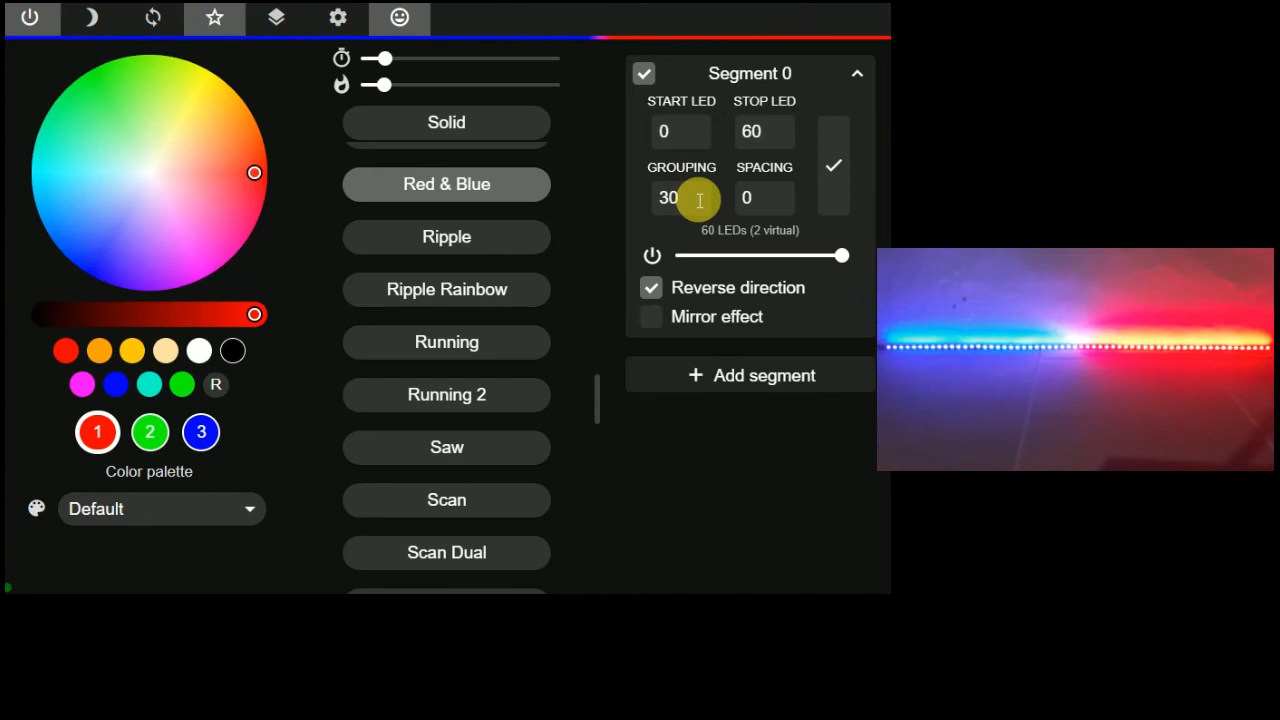 Solid
Red & Blue
Ripple
Ripple Rainbow
Running
Running 2
Saw
Scan
Scan Dual
R
1
2
3
Color palette
Default
Segment 0
START LED STOP LED
0 60
GROUPING SPACING
30 0
60 LEDs (2 virtual)
Reverse direction
Mirror effect
+ Add segment